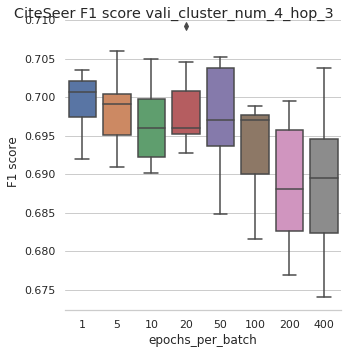 CiteSeer F1 score vali_cluster_num_4_hop_3
0.710
0.705
0.700
0.695
0.690
0.685
0.680
0.675
F1 score
1 5 10 20 50 100 200 400
epochs_per_batch